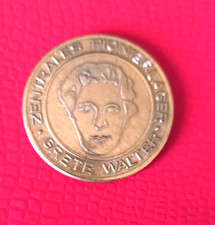 ZENTRALES PIONIERLAGER
· GRETE WALTER ·